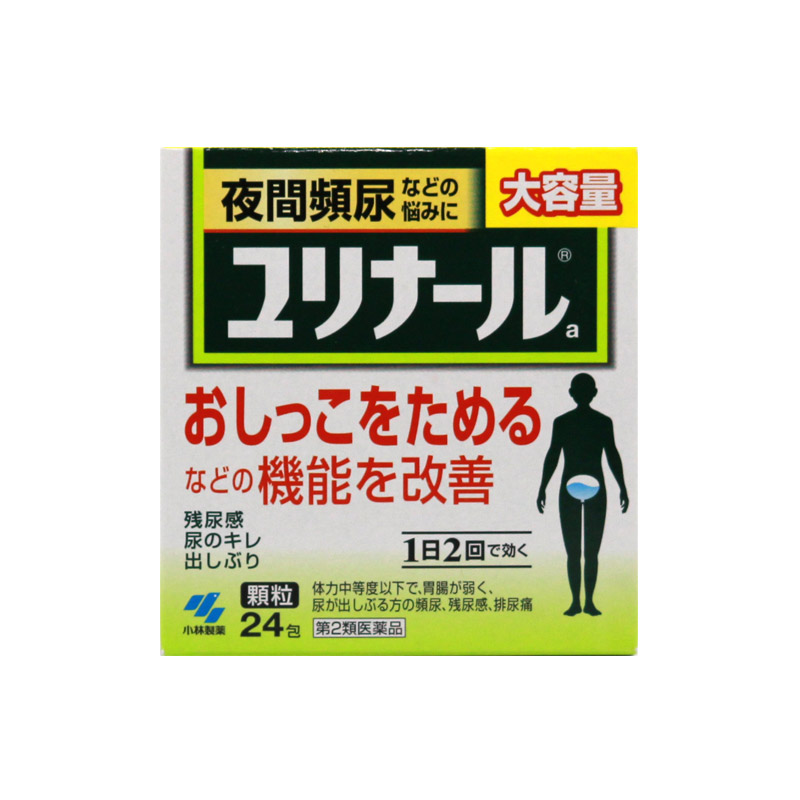 夜間頻尿などの悩みに
大容量
ユリナール®a
おしっこをためる
などの機能を改善
残尿感
尿のキレ
出しぶり
1日2回で効く
小林製薬
顆粒
24包
体力中等度以下で、胃腸が弱く、
尿が出しぶる方の頻尿、残尿感、排尿痛
第2類医薬品